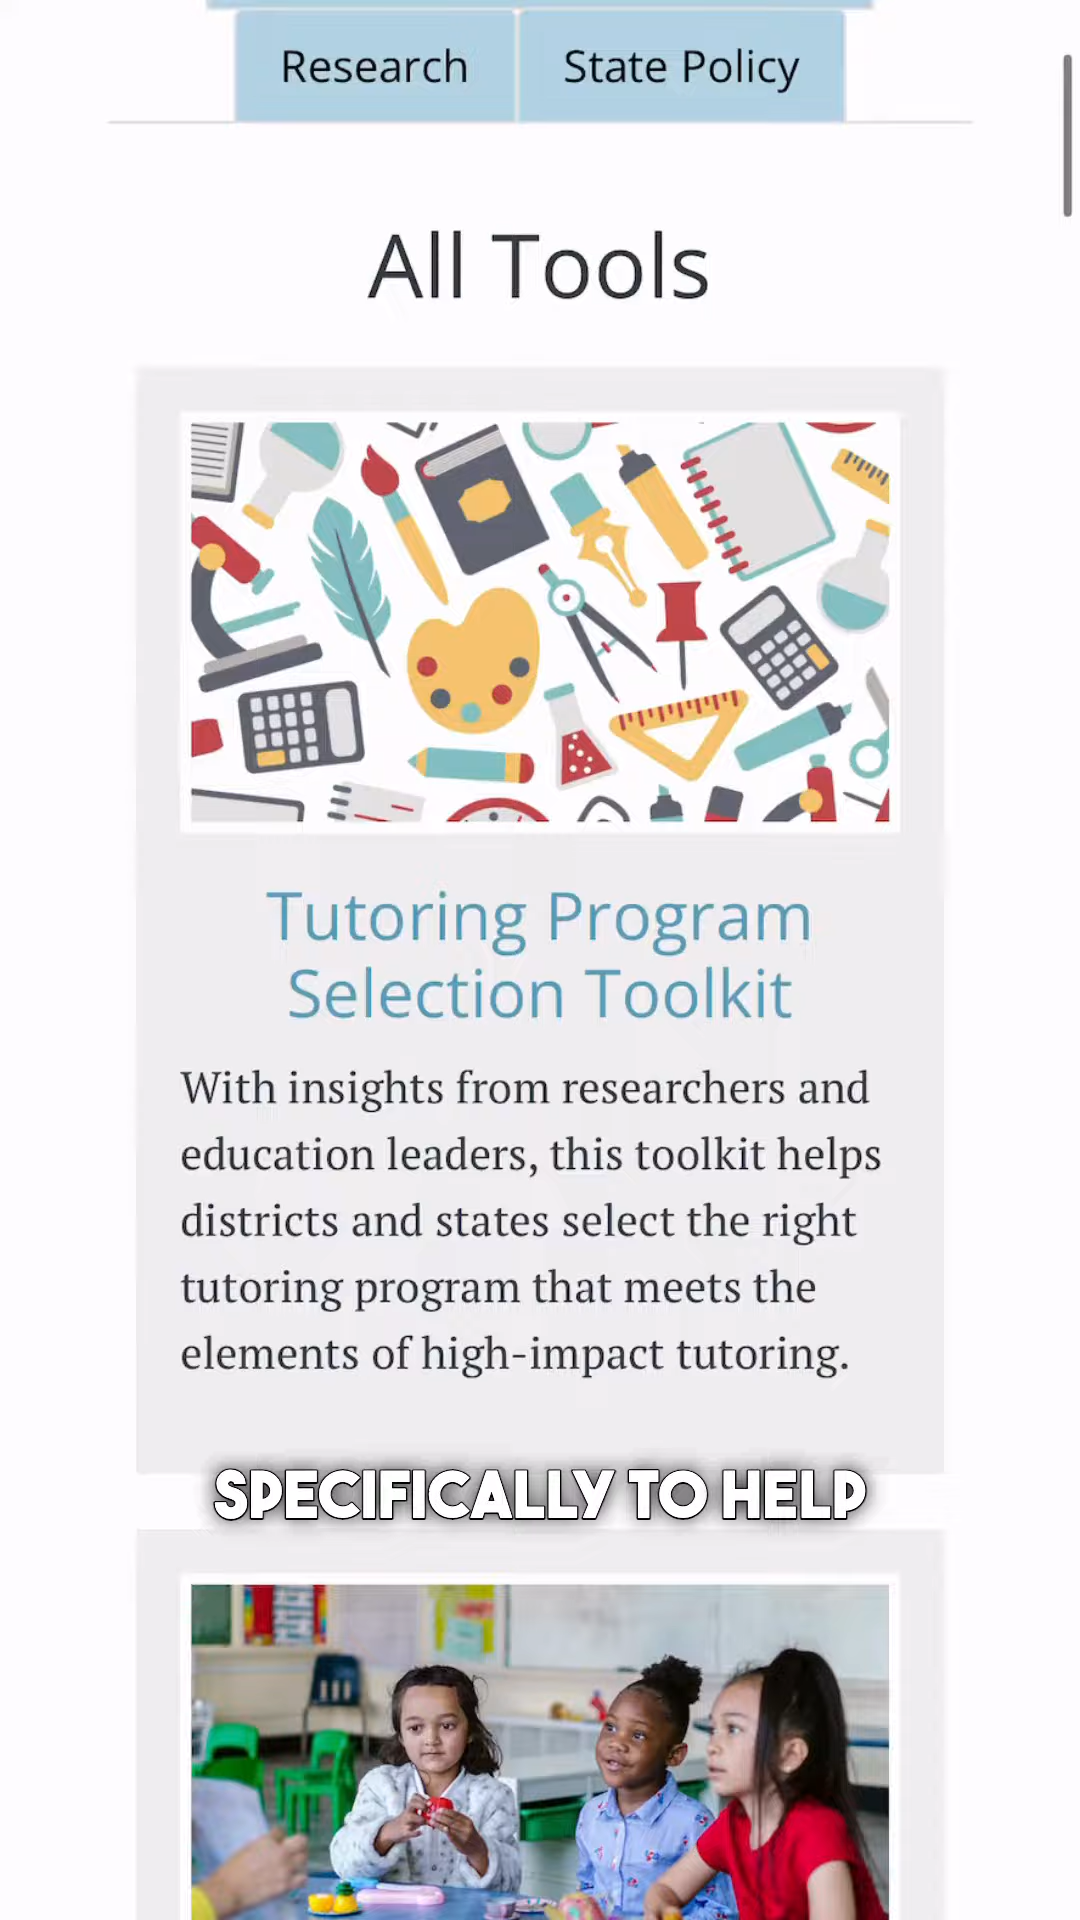 Research
State Policy
All Tools
Tutoring Program
Selection Toolkit
With insights from researchers and
education leaders, this toolkit helps
districts and states select the right
tutoring program that meets the
elements of high-impact tutoring.
SPECIFICALLY TO HELP